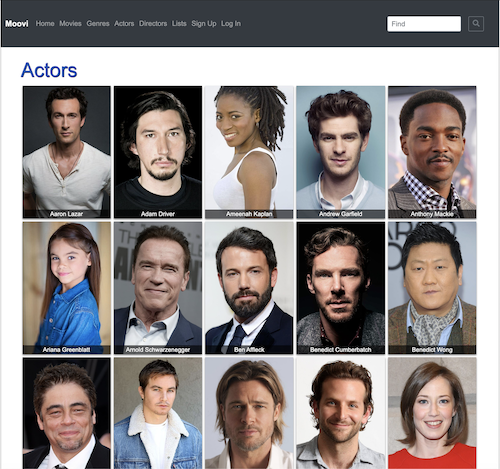 Moovi Home Movies Genres Actors Directors Lists Sign Up Log In Find
Actors
Aaron Lazar Adam Driver Ameenah Kaplan Andrew Garfield Anthony Mackie
Ariana Greenblatt Arnold Schwarzenegger Ben Affleck Benedict Cumberbatch Benedict Wong